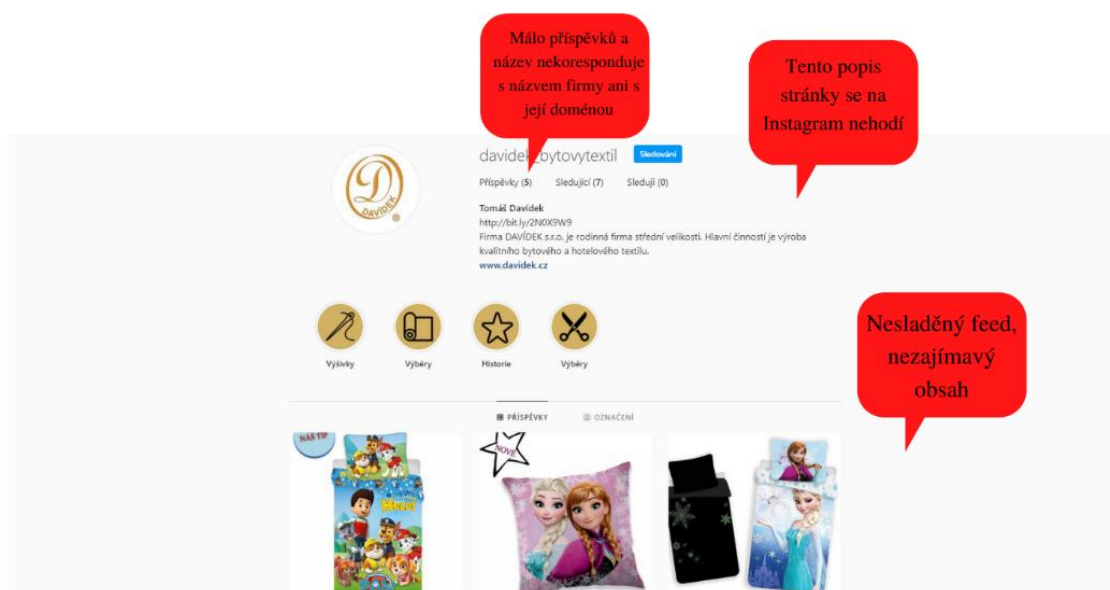 Málo příspěvků a
název nekoresponduje
s názvem firmy ani s
její doménou
Tento popis
stránky se na
Instagram nehodí
davidek_bytovytextil Sledování
Příspěvky (5) Sledující (7) Sleduji (0)
DAVÍDEK
®
Tomáš Davídek
http://bit.ly/2N0X9W9
Firma DAVÍDEK s.r.o. je rodinná firma střední velikosti. Hlavní činností je výroba
kvalitního bytového a hotelového textilu.
www.davidek.cz
Nesladěný feed,
nezajímavý
obsah
Výšivky Výběry Historie Výběry
PŘÍSPĚVKY OZNAČENÍ
NÁŠ TIP
NOVÉ